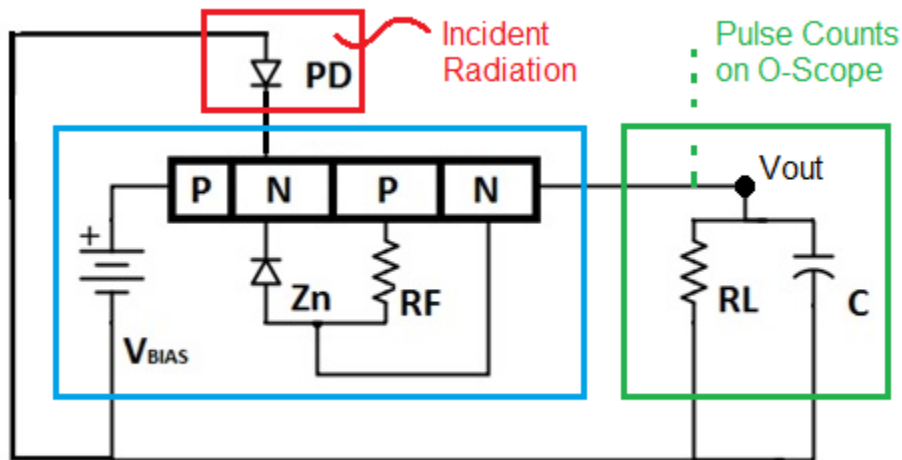 Incident
Radiation
Pulse Counts
on O-Scope
PD
P N P N
Vout
+
Zn
RF
RL
C
VBIAS